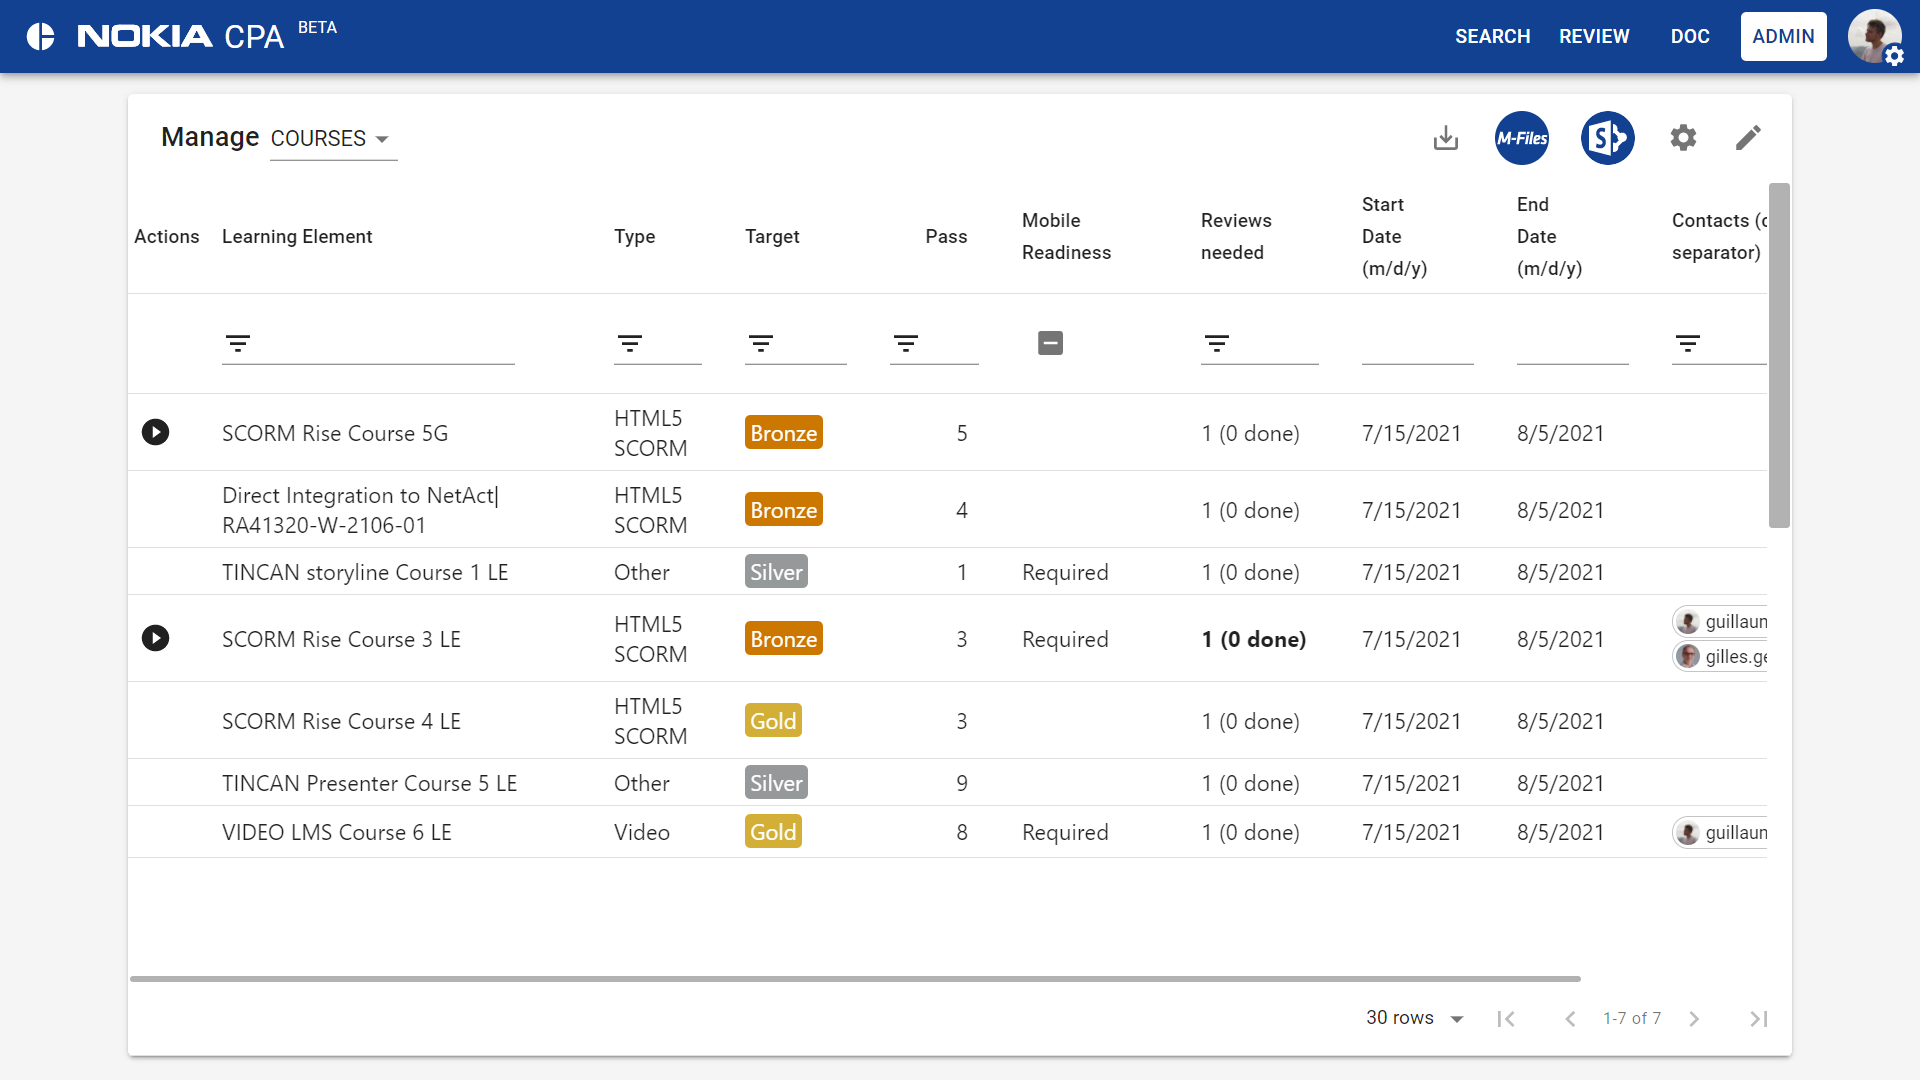 NOKIA CPA BETA
SEARCH REVIEW DOC ADMIN
Manage COURSES
M-Files
S
Actions Learning Element Type Target Pass Mobile Readiness Reviews needed Start Date (m/d/y) End Date (m/d/y) Contacts (c separator)
SCORM Rise Course 5G HTML5 SCORM Bronze 5 1 (0 done) 7/15/2021 8/5/2021
Direct Integration to NetAct| RA41320-W-2106-01 HTML5 SCORM Bronze 4 1 (0 done) 7/15/2021 8/5/2021
TINCAN storyline Course 1 LE Other Silver 1 Required 1 (0 done) 7/15/2021 8/5/2021
SCORM Rise Course 3 LE HTML5 SCORM Bronze 3 Required 1 (0 done) 7/15/2021 8/5/2021 guillaum gilles.ge
SCORM Rise Course 4 LE HTML5 SCORM Gold 3 1 (0 done) 7/15/2021 8/5/2021
TINCAN Presenter Course 5 LE Other Silver 9 1 (0 done) 7/15/2021 8/5/2021
VIDEO LMS Course 6 LE Video Gold 8 Required 1 (0 done) 7/15/2021 8/5/2021 guillaum
30 rows 1-7 of 7